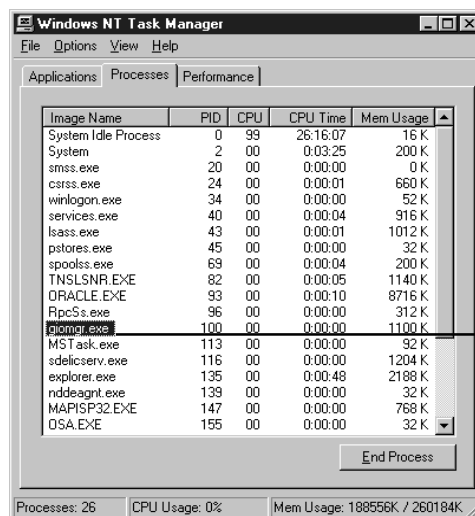 Windows NT Task Manager
File Options View Help
Applications Processes Performance
Image Name PID CPU CPU Time Mem Usage
System Idle Process 0 99 26:16:07 16 K
System 2 00 0:03:25 200 K
smss.exe 20 00 0:00:00 0 K
csrss.exe 24 00 0:00:01 660 K
winlogon.exe 34 00 0:00:00 52 K
services.exe 40 00 0:00:04 916 K
lsass.exe 43 00 0:00:01 1012 K
pstores.exe 45 00 0:00:00 32 K
spoolss.exe 69 00 0:00:04 200 K
TNSLSNR.EXE 82 00 0:00:05 1140 K
ORACLE.EXE 93 00 0:00:10 8716 K
RpcSs.exe 96 00 0:00:00 312 K
giomgr.exe 100 00 0:00:00 1100 K
MSTask.exe 113 00 0:00:00 92 K
sdelicserv.exe 116 00 0:00:00 1204 K
explorer.exe 135 00 0:00:48 2188 K
nddeagnt.exe 139 00 0:00:00 32 K
MAPISP32.EXE 147 00 0:00:00 768 K
OSA.EXE 155 00 0:00:00 32 K
End Process
Processes: 26 CPU Usage: 0% Mem Usage: 188556K / 260184K